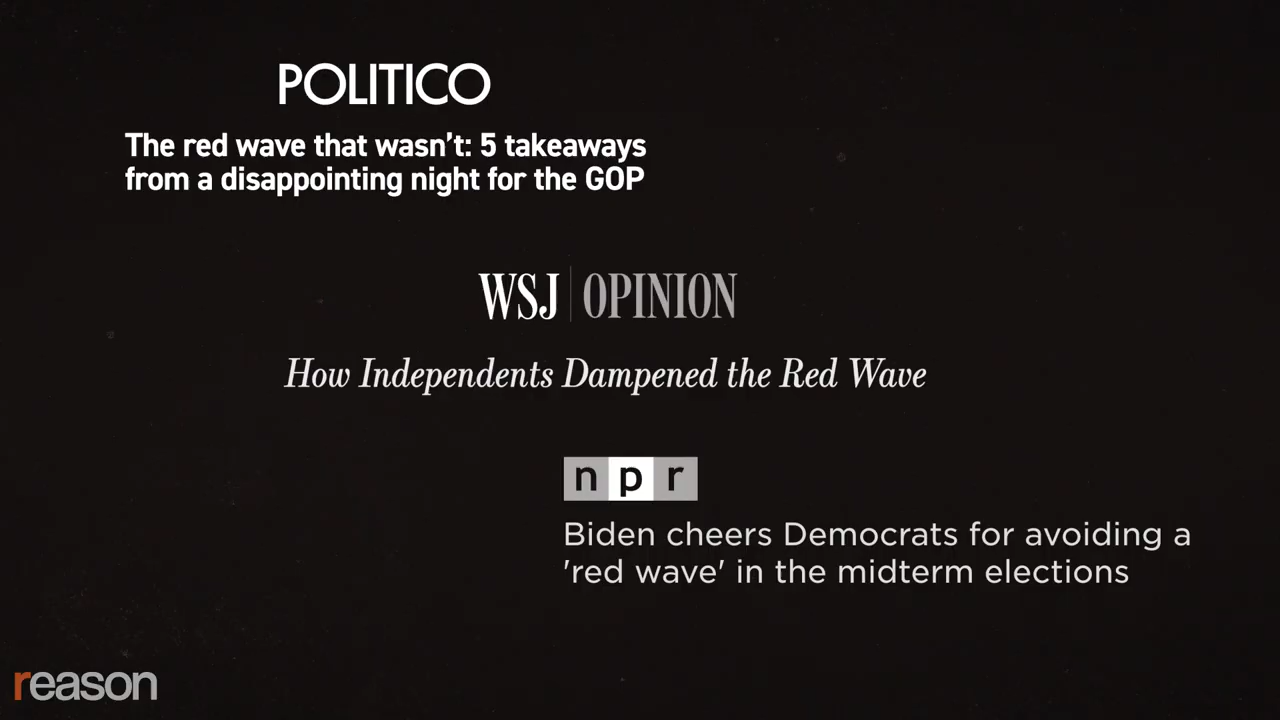 POLITICO
The red wave that wasn't: 5 takeaways
from a disappointing night for the GOP
WSJ OPINION
How Independents Dampened the Red Wave
npr
Biden cheers Democrats for avoiding a
'red wave' in the midterm elections
reason